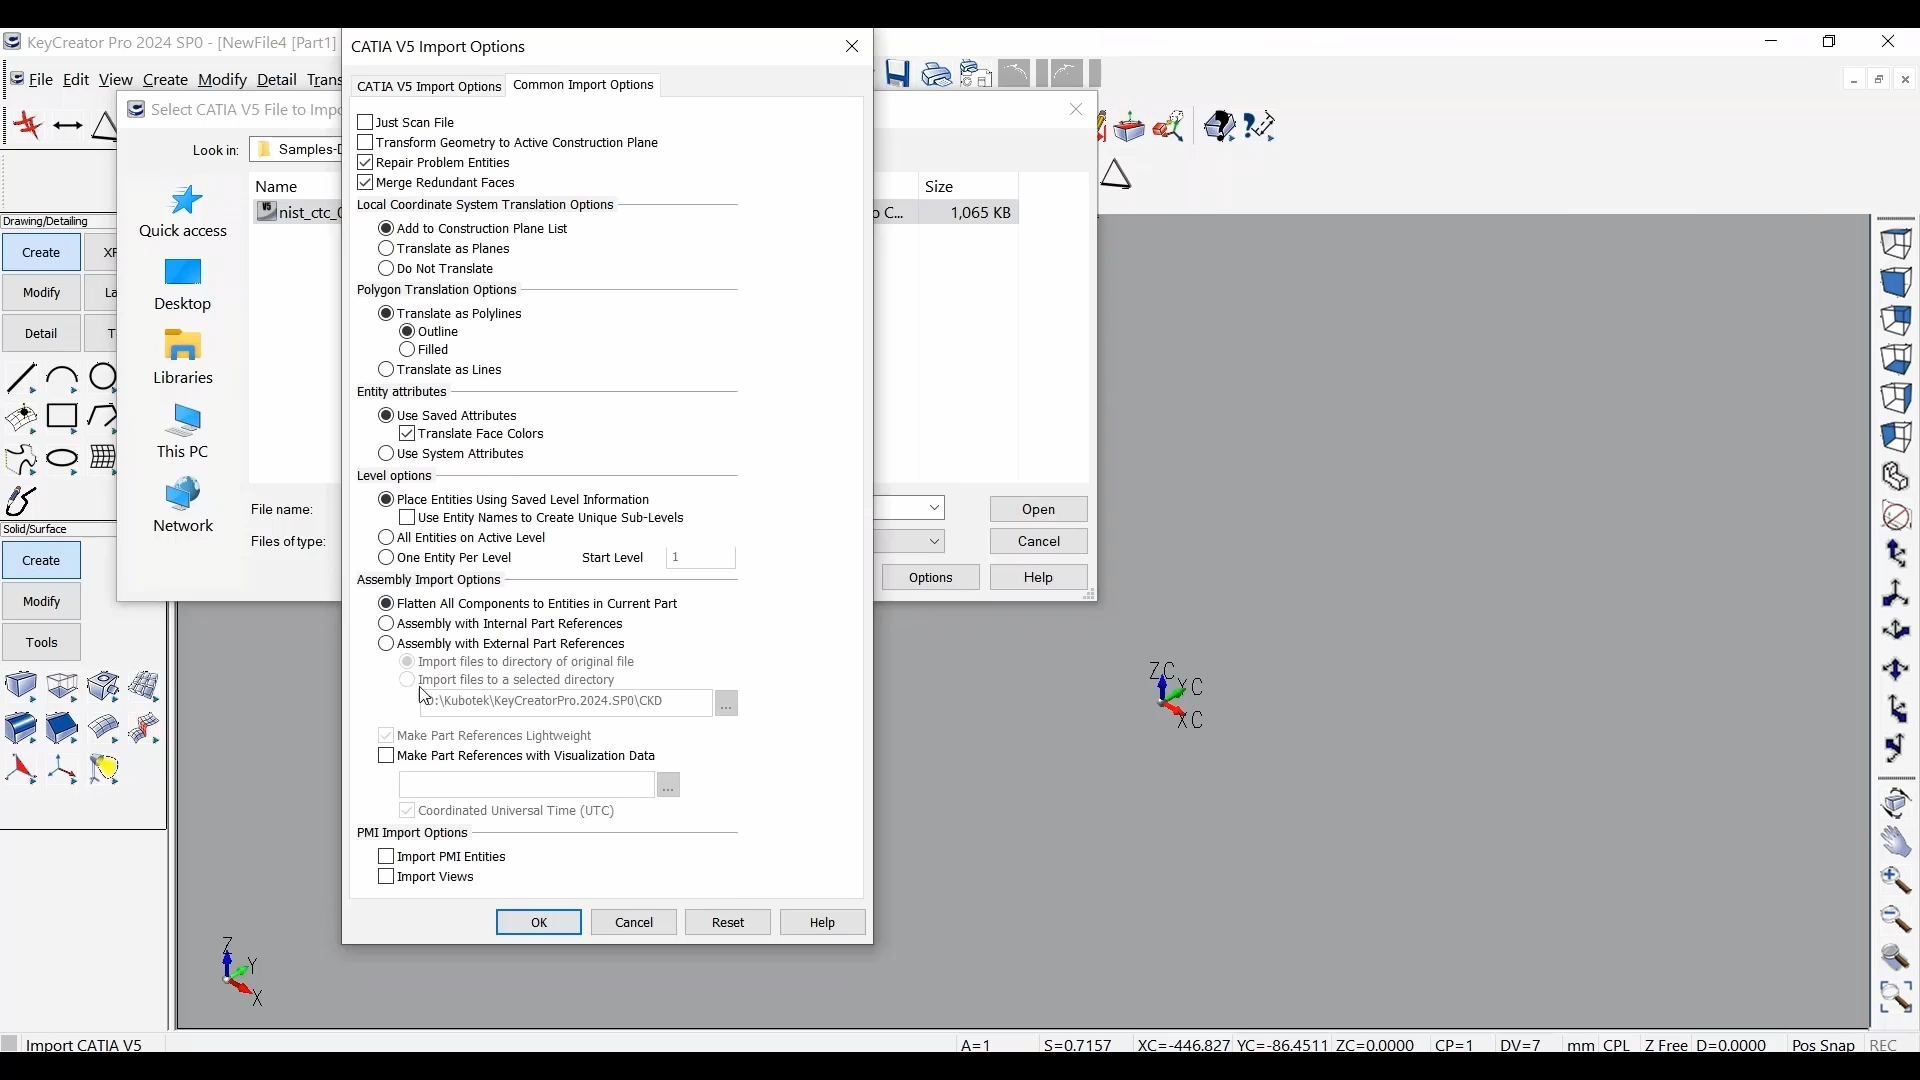 KeyCreator Pro 2024 SP0 - [NewFile4 [Part1]
File Edit View Create Modify Detail Trans
Select CATIA V5 File to Impo
Look in: Samples-D
Name
Size
nist_ctc_0
o C...
1,065 KB
Quick access
Desktop
Libraries
This PC
Network
File name:
Files of type:
Open
Cancel
Options
Help
Drawing/Detailing
Create
Modify
La
Detail
T
Solid/Surface
Create
Modify
Tools
CATIA V5 Import Options
CATIA V5 Import Options
Common Import Options
Just Scan File
Transform Geometry to Active Construction Plane
Repair Problem Entities
Merge Redundant Faces
Local Coordinate System Translation Options
Add to Construction Plane List
Translate as Planes
Do Not Translate
Polygon Translation Options
Translate as Polylines
Outline
Filled
Translate as Lines
Entity attributes
Use Saved Attributes
Translate Face Colors
Use System Attributes
Level options
Place Entities Using Saved Level Information
Use Entity Names to Create Unique Sub-Levels
All Entities on Active Level
One Entity Per Level Start Level 1
Assembly Import Options
Flatten All Components to Entities in Current Part
Assembly with Internal Part References
Assembly with External Part References
Import files to directory of original file
Import files to a selected directory
:\Kubotek\KeyCreatorPro.2024.SP0\CKD
...
Make Part References Lightweight
Make Part References with Visualization Data
...
Coordinated Universal Time (UTC)
PMI Import Options
Import PMI Entities
Import Views
OK
Cancel
Reset
Help
ZC
YC
XC
Z
Y
X
Import CATIA V5
A=1
S=0.7157
XC=-446.827 YC=-86.4511 ZC=0.0000
CP=1
DV=7
mm CPL
Z Free D=0.0000
Pos Snap
REC